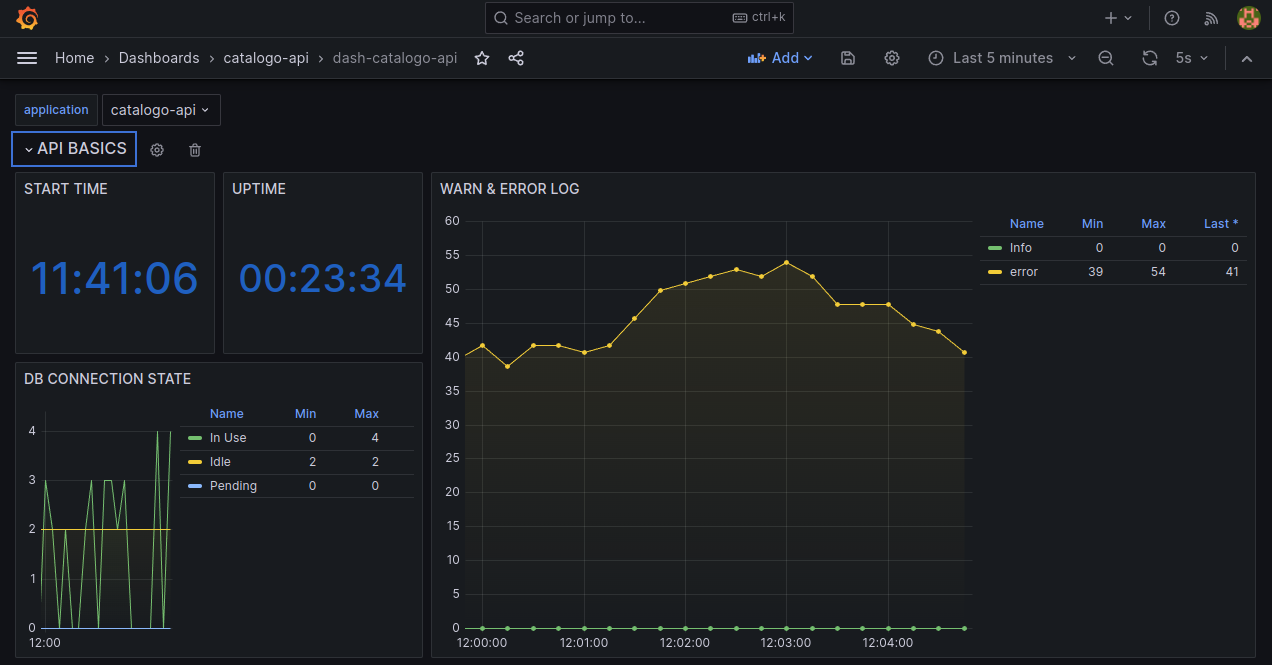 Search or jump to... ctrl+k
Home › Dashboards › catalogo-api › dash-catalogo-api Add Last 5 minutes 5s
application catalogo-api
API BASICS
START TIME
11:41:06
UPTIME
00:23:34
WARN & ERROR LOG
60
55
50
45
40
35
30
25
20
15
10
5
0
12:00:00 12:01:00 12:02:00 12:03:00 12:04:00
Name Min Max Last *
Info 0 0 0
error 39 54 41
DB CONNECTION STATE
4
3
2
1
0
12:00
Name Min Max
In Use 0 4
Idle 2 2
Pending 0 0